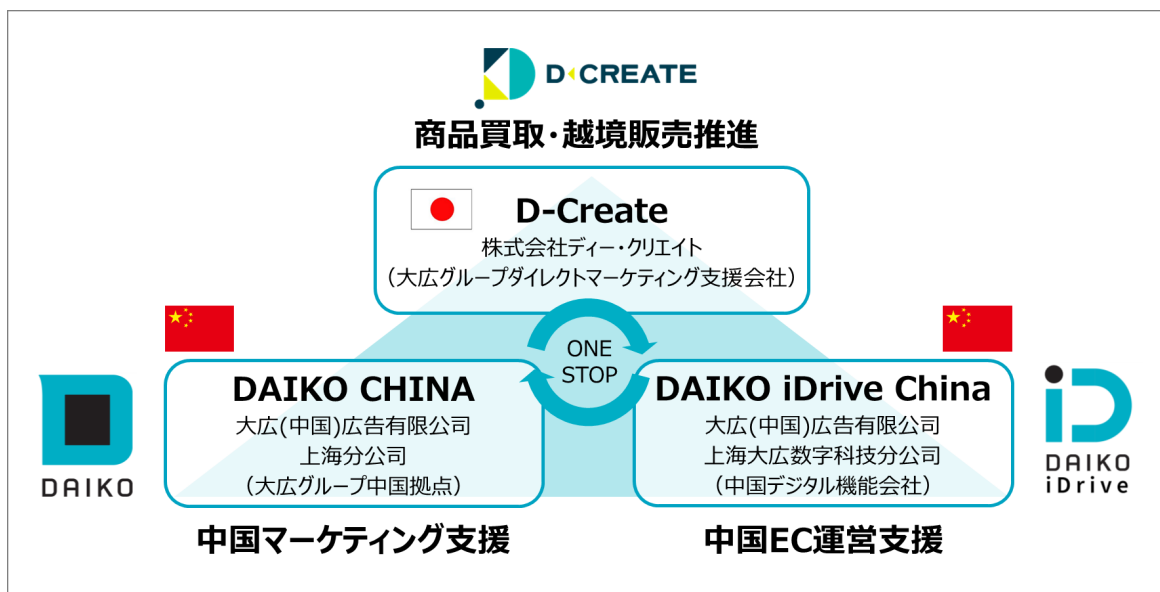 D CREATE
商品買取・越境販売推進
D-Create
株式会社ディー・クリエイト
（大広グループダイレクトマーケティング支援会社）
ONE
STOP
DAIKO
DAIKO CHINA
大広(中国)広告有限公司
上海分公司
（大広グループ中国拠点）
中国マーケティング支援
DAIKO iDrive China
大広(中国)広告有限公司
上海大広数字科技分公司
（中国デジタル機能会社）
中国EC運営支援
DAIKO
iDrive